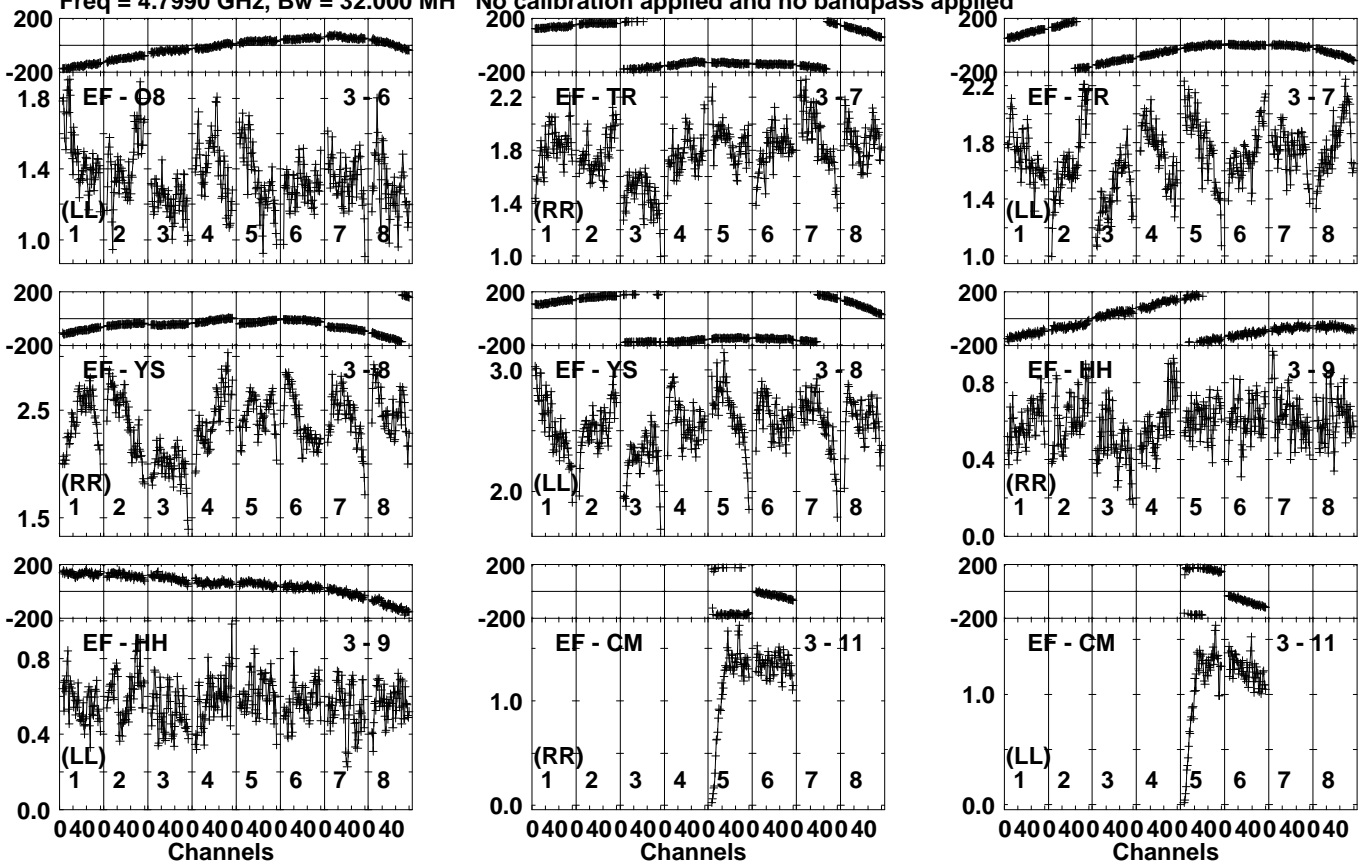 Freq = 4.7990 GHz, Bw = 32.000 MH No calibration applied and no bandpass applied
200
-200
EF - O8 3 - 6
1.8
1.4
1.0
(LL)
1 2 3 4 5 6 7 8
200
-200
EF - TR 3 - 7
2.2
1.8
1.4
1.0
(RR)
1 2 3 4 5 6 7 8
200
-200
EF - TR 3 - 7
2.2
1.8
1.4
1.0
(LL)
1 2 3 4 5 6 7 8
200
-200
EF - YS 3 - 8
2.5
1.5
(RR)
1 2 3 4 5 6 7 8
200
-200
EF - YS 3 - 8
3.0
2.0
(LL)
1 2 3 4 5 6 7 8
200
-200
EF - HH 3 - 9
0.8
0.4
0.0
(RR)
1 2 3 4 5 6 7 8
200
-200
EF - HH 3 - 9
0.8
0.4
0.0
(LL)
1 2 3 4 5 6 7 8
0 40 0 40 0 40 0 40 0 40 0 40 0 40 0 40
Channels
200
-200
EF - CM 3 - 11
1.0
0.0
(RR)
1 2 3 4 5 6 7 8
0 40 0 40 0 40 0 40 0 40 0 40 0 40 0 40
Channels
200
-200
EF - CM 3 - 11
1.0
0.0
(LL)
1 2 3 4 5 6 7 8
0 40 0 40 0 40 0 40 0 40 0 40 0 40 0 40
Channels